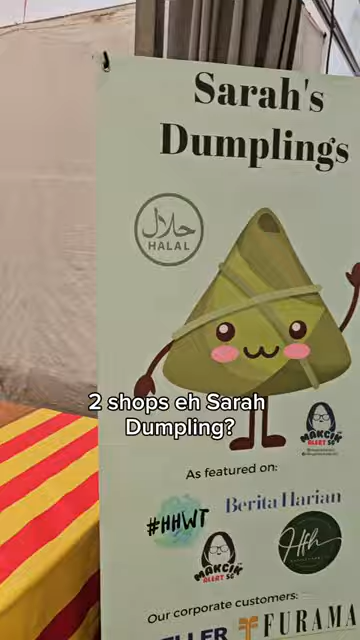 Sarah's
Dumplings
حلال
HALAL
2 shops eh Sarah
Dumpling?
MAKCIK
ALERT SG
As featured on:
#HHWT
Berita Harian
MAKCIK
ALERT SG
Hfh
Our corporate customers:
FURAMA